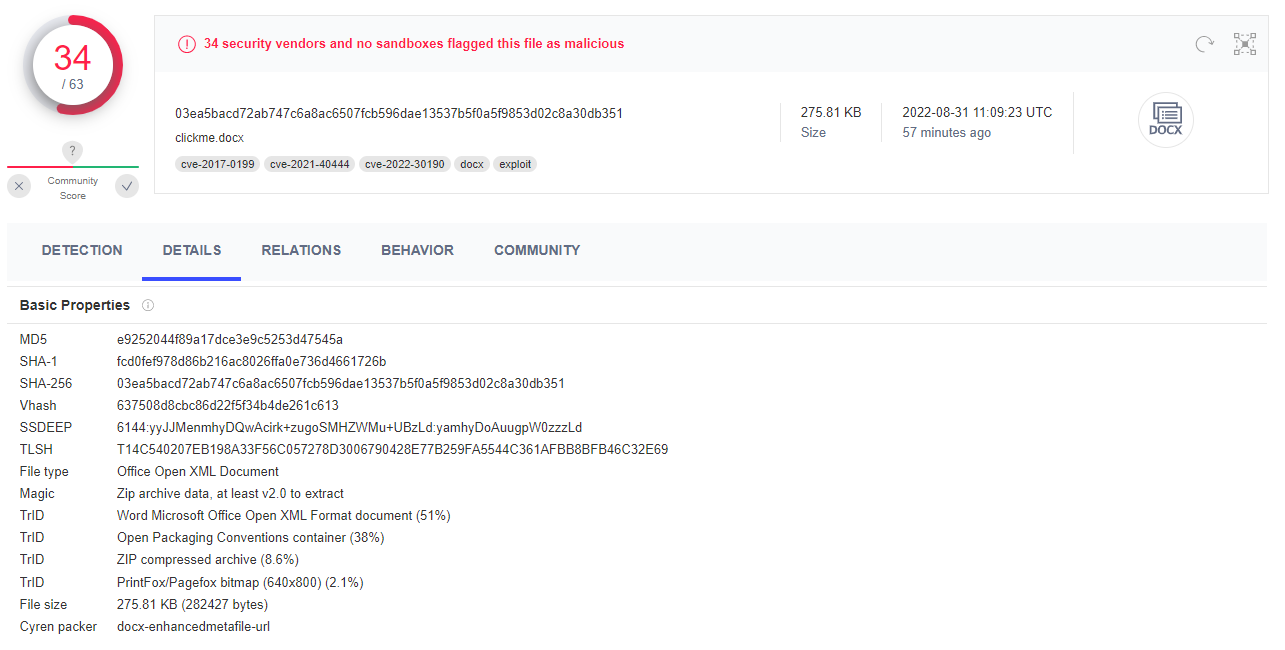 34
/ 63
?
Community
Score
34 security vendors and no sandboxes flagged this file as malicious
03ea5bacd72ab747c6a8ac6507fcb596dae13537b5f0a5f9853d02c8a30db351
clickme.docx
cve-2017-0199 cve-2021-40444 cve-2022-30190 docx exploit
275.81 KB
Size
2022-08-31 11:09:23 UTC
57 minutes ago
DOCX
DETECTION DETAILS RELATIONS BEHAVIOR COMMUNITY
Basic Properties
MD5 e9252044f89a17dce3e9c5253d47545a
SHA-1 fcd0fef978d86b216ac8026ffa0e736d4661726b
SHA-256 03ea5bacd72ab747c6a8ac6507fcb596dae13537b5f0a5f9853d02c8a30db351
Vhash 637508d8cbc86d22f5f34b4de261c613
SSDEEP 6144:yyJJMenmhyDQwAcirk+zugoSMHZWMu+UBzLd:yamhyDoAuugpW0zzzLd
TLSH T14C540207EB198A33F56C057278D3006790428E77B259FA5544C361AFBB8BFB46C32E69
File type Office Open XML Document
Magic Zip archive data, at least v2.0 to extract
TrID Word Microsoft Office Open XML Format document (51%)
TrID Open Packaging Conventions container (38%)
TrID ZIP compressed archive (8.6%)
TrID PrintFox/Pagefox bitmap (640x800) (2.1%)
File size 275.81 KB (282427 bytes)
Cyren packer docx-enhancedmetafile-url